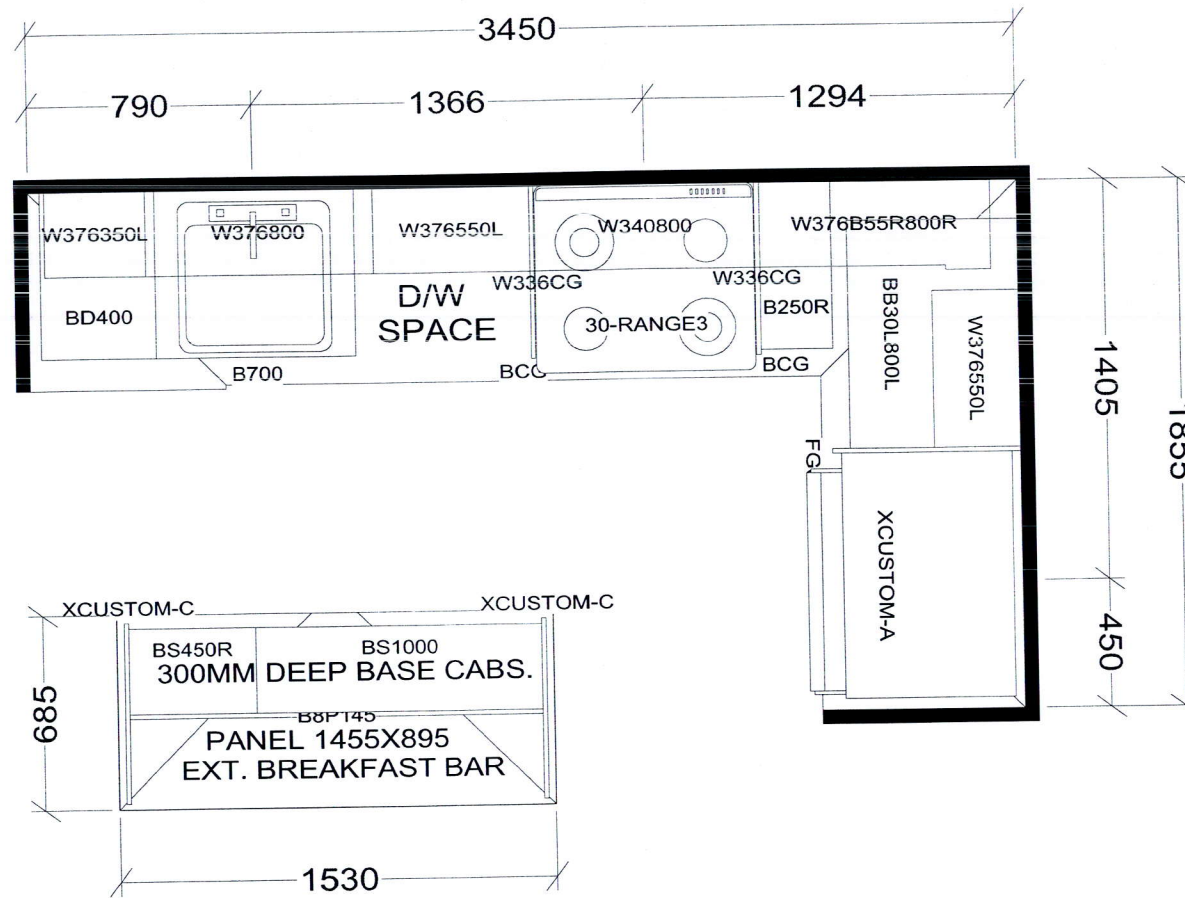 3450
790
1366
1294
W376350L
W376800
W376550L
W340800
W376B55R800R
W336CG
W336CG
BD400
D/W
SPACE
30-RANGE3
B250R
BB30L800L
W376550L
B700
BCG
BCG
1405
1855
FG
XCUSTOM-A
450
XCUSTOM-C
XCUSTOM-C
BS450R
BS1000
300MM DEEP BASE CABS.
685
B8P145
PANEL 1455X895
EXT. BREAKFAST BAR
1530